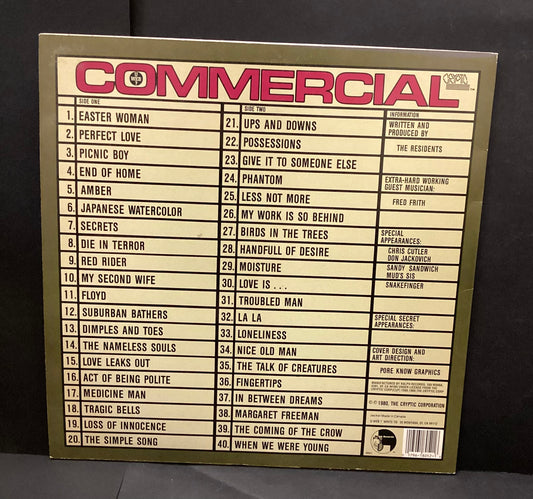 COMMERCIAL
CRYPTIC
SIDE ONE
1. EASTER WOMAN
2. PERFECT LOVE
3. PICNIC BOY
4. END OF HOME
5. AMBER
6. JAPANESE WATERCOLOR
7. SECRETS
8. DIE IN TERROR
9. RED RIDER
10. MY SECOND WIFE
11. FLOYD
12. SUBURBAN BATHERS
13. DIMPLES AND TOES
14. THE NAMELESS SOULS
15. LOVE LEAKS OUT
16. ACT OF BEING POLITE
17. MEDICINE MAN
18. TRAGIC BELLS
19. LOSS OF INNOCENCE
20. THE SIMPLE SONG
SIDE TWO
21. UPS AND DOWNS
22. POSSESSIONS
23. GIVE IT TO SOMEONE ELSE
24. PHANTOM
25. LESS NOT MORE
26. MY WORK IS SO BEHIND
27. BIRDS IN THE TREES
28. HANDFULL OF DESIRE
29. MOISTURE
30. LOVE IS . . .
31. TROUBLED MAN
32. LA LA
33. LONELINESS
34. NICE OLD MAN
35. THE TALK OF CREATURES
36. FINGERTIPS
37. IN BETWEEN DREAMS
38. MARGARET FREEMAN
39. THE COMING OF THE CROW
40. WHEN WE WERE YOUNG
INFORMATION
WRITTEN AND
PRODUCED BY
THE RESIDENTS
EXTRA-HARD WORKING
GUEST MUSICIAN:
FRED FRITH
SPECIAL
APPEARANCES:
CHRIS CUTLER
DON JACKOVICH
SANDY SANDWICH
MUD'S SIS
SNAKEFINGER
SPECIAL SECRET
APPEARANCES:
COVER DESIGN AND
ART DIRECTION:
PORE KNOW GRAPHICS
MANUFACTURED BY RALPH RECORDS,
© ℗ 1980, THE CRYPTIC CORPORATION
Jacket Made in Canada